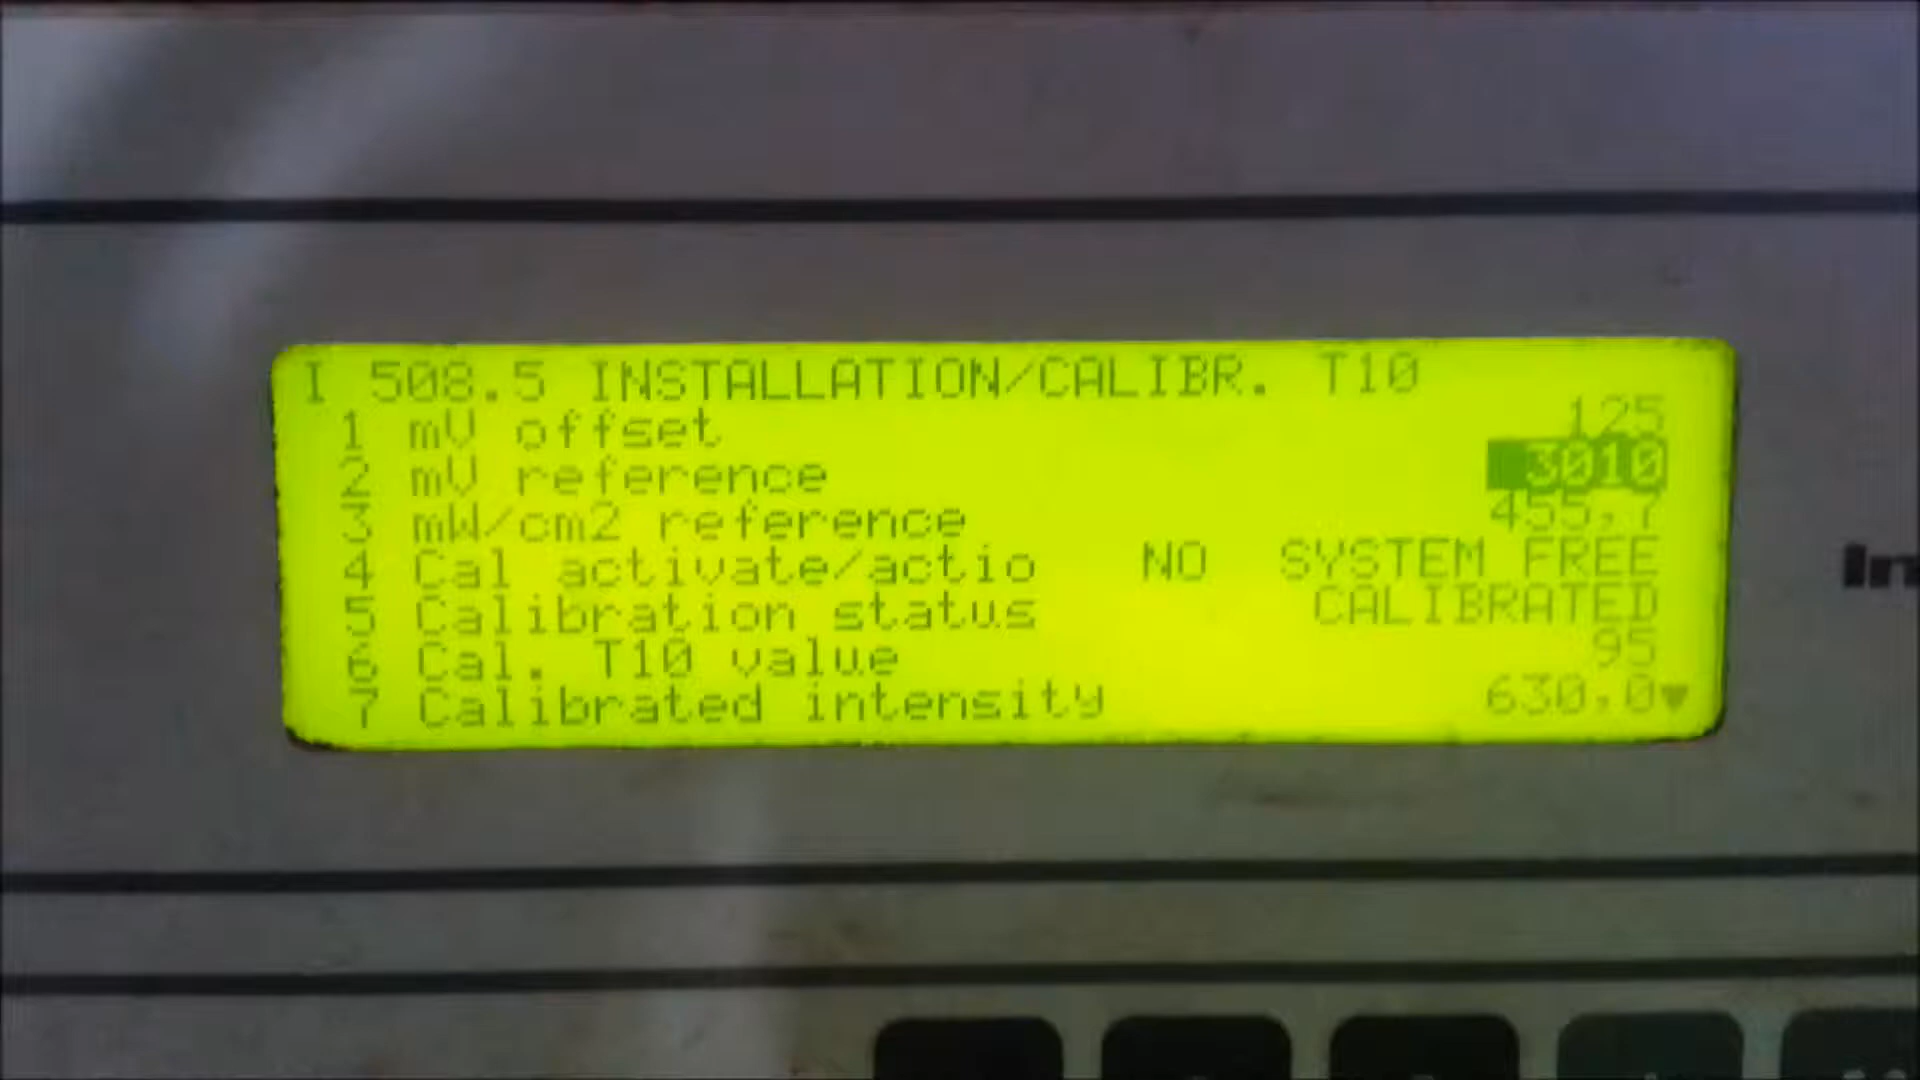 I 508.5 INSTALLATION/CALIBR. T10
1 mV offset 125
2 mV reference 3010
3 mW/cm2 reference 455,7
4 Cal activate/actio NO SYSTEM FREE
5 Calibration status CALIBRATED
6 Cal. T10 value 95
7 Calibrated intensity 630,0▼
In